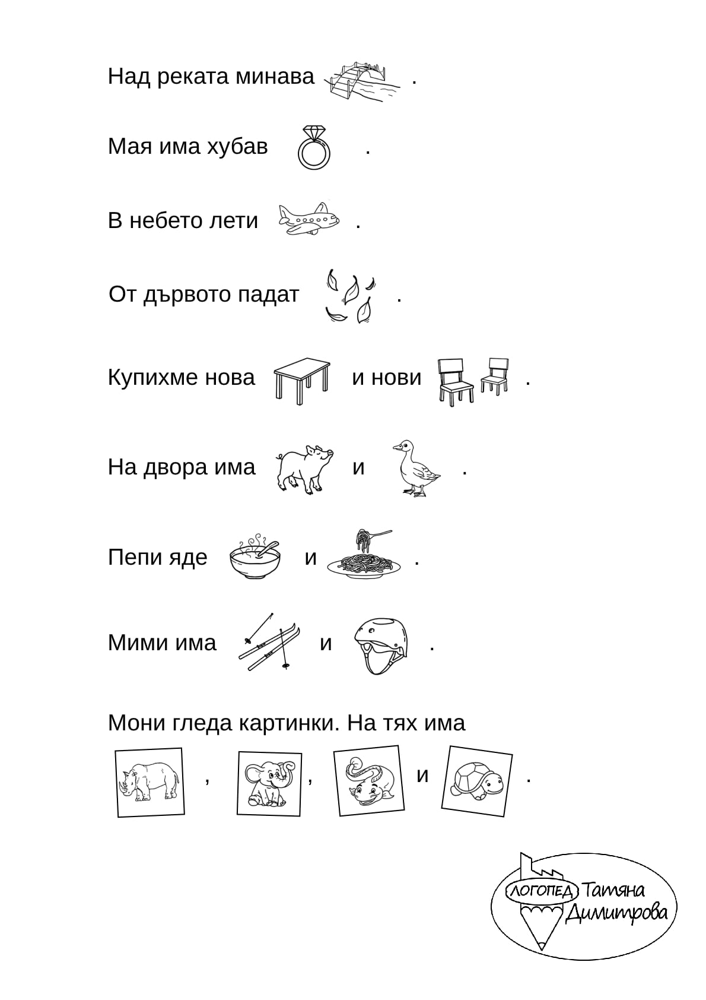 Над реката минава .
Мая има хубав .
В небето лети .
От дървото падат .
Купихме нова и нови .
На двора има и .
Пепи яде и .
Мими има и .
Мони гледа картинки. На тях има
, , и .
ЛОГОПЕД Татяна
Димитрова